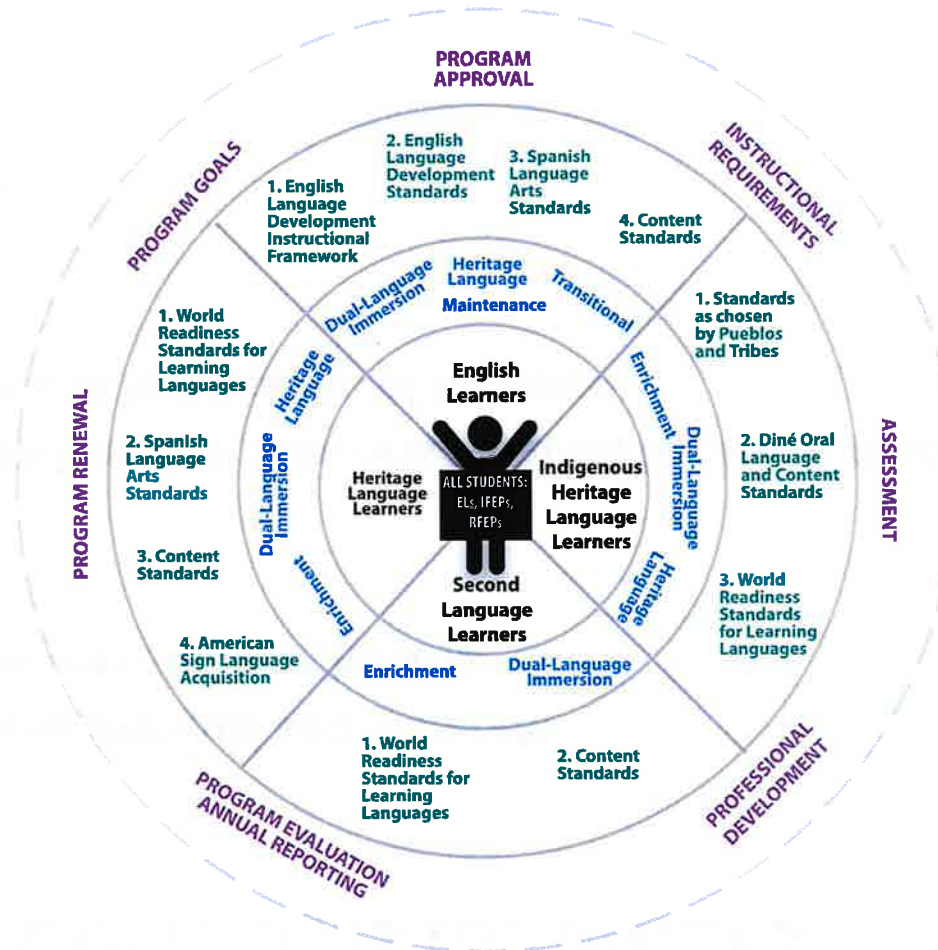 PROGRAM
APPROVAL
INSTRUCTIONAL
REQUIREMENTS
ASSESSMENT
PROFESSIONAL
DEVELOPMENT
PROGRAM EVALUATION
ANNUAL REPORTING
PROGRAM RENEWAL
PROGRAM GOALS
1. English
Language
Development
Instructional
Framework
2. English
Language
Development
Standards
3. Spanish
Language
Arts
Standards
4. Content
Standards
Dual-Language
Immersion
Heritage
Language
Maintenance
Transitional
English
Learners
1. Standards
as chosen
by Pueblos
and Tribes
2. Diné Oral
Language
and Content
Standards
3. World
Readiness
Standards
for Learning
Languages
Enrichment
Dual-Language
Immersion
Heritage
Language
Indigenous
Heritage
Language
Learners
1. World
Readiness
Standards for
Learning
Languages
2. Content
Standards
Enrichment
Dual-Language
Immersion
Second
Language
Learners
1. World
Readiness
Standards for
Learning
Languages
2. Spanish
Language
Arts
Standards
3. Content
Standards
4. American
Sign Language
Acquisition
Heritage
Language
Dual-Language
Immersion
Enrichment
Heritage
Language
Learners
ALL STUDENTS:
ELs, IFEPs,
RFEPs